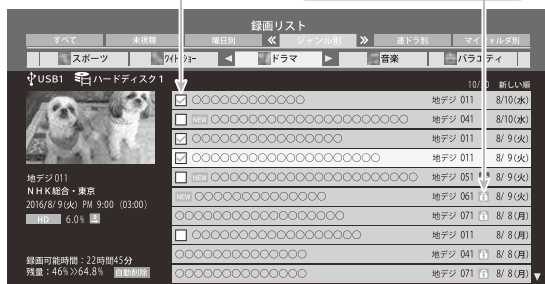 録画リスト
すべて 未視聴 曜日別 ≪ ジャンル別 ≫ 連ドラ別 マイフォルダ別
スポーツ ワイドショー ◀ ドラマ ▶ 音楽 バラエティ
USB1 ハードディスク1
新しい順
○○○○○○○○○○○○ 地デジ 011 8/10(水)
NEW ○○○○○○○○○○○○○○○○○○○○ 地デジ 041 8/10(水)
○○○○○○○○○○○○○○○○ 地デジ 011 8/ 9(火)
○○○○○○○○○○○○○○○○○○○○ 地デジ 011 8/ 9(火)
NEW ○○○○○○○○○○○○○○○○○○○○○○ 地デジ 051 8/ 9(火)
NEW ○○○○○○○○○○○○ 地デジ 061 8/ 9(火)
○○○○○○○○○○○○○○○○○○ 地デジ 071 8/ 8(月)
○○○○○○○○○○○○○○○○○○ 地デジ 011 8/ 8(月)
○○○○○○○○○○○○○○ 地デジ 041 8/ 8(月)
○○○○○○○○○○○○○○ 地デジ 071 8/ 8(月)
地デジ011
NHK総合・東京
2016/8/ 9(火) PM 9:00 (03:00)
HD 6.0%
録画可能時間:22時間45分
残量:46%≫64.8% 自動削除